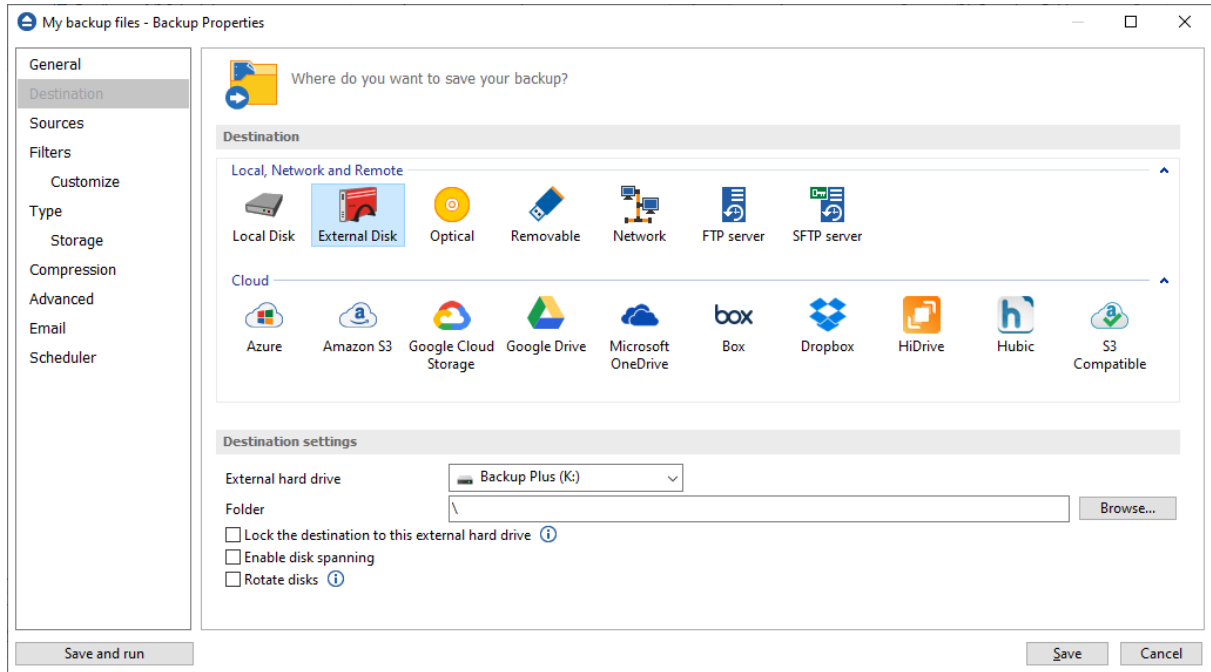 My backup files - Backup Properties
General
Destination
Sources
Filters
Customize
Type
Storage
Compression
Advanced
Email
Scheduler
Where do you want to save your backup?
Destination
Local, Network and Remote
Local Disk External Disk Optical Removable Network FTP server SFTP server
Cloud
a a
box
h
Azure Amazon S3 Google Cloud Google Drive Microsoft Box Dropbox HiDrive Hubic S3
Storage OneDrive Compatible
Destination settings
External hard drive Backup Plus (K:)
Folder \ Browse...
Lock the destination to this external hard drive i
Enable disk spanning
Rotate disks i
Save and run Save Cancel